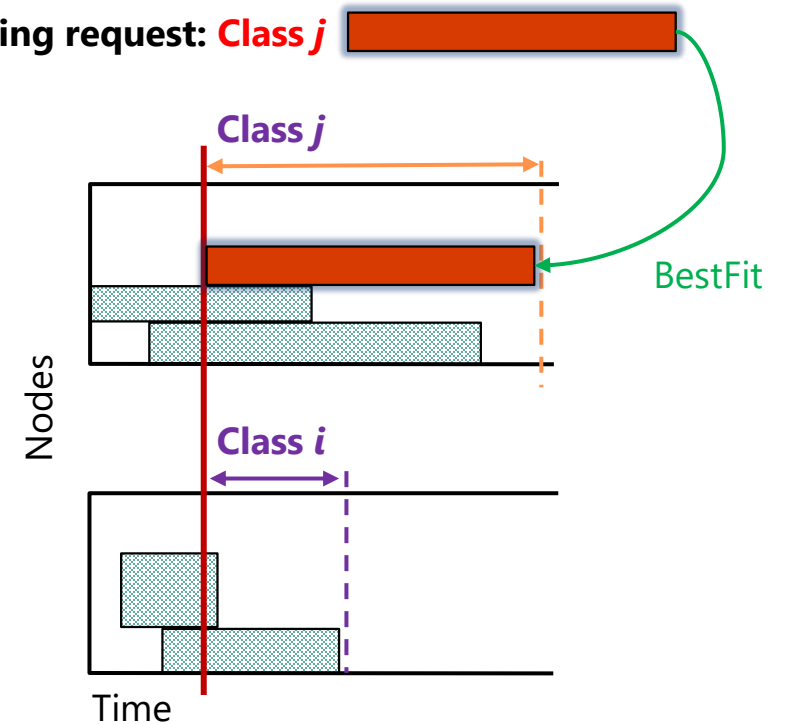 ing request: Class j
Class j
BestFit
Nodes
Class i
Time